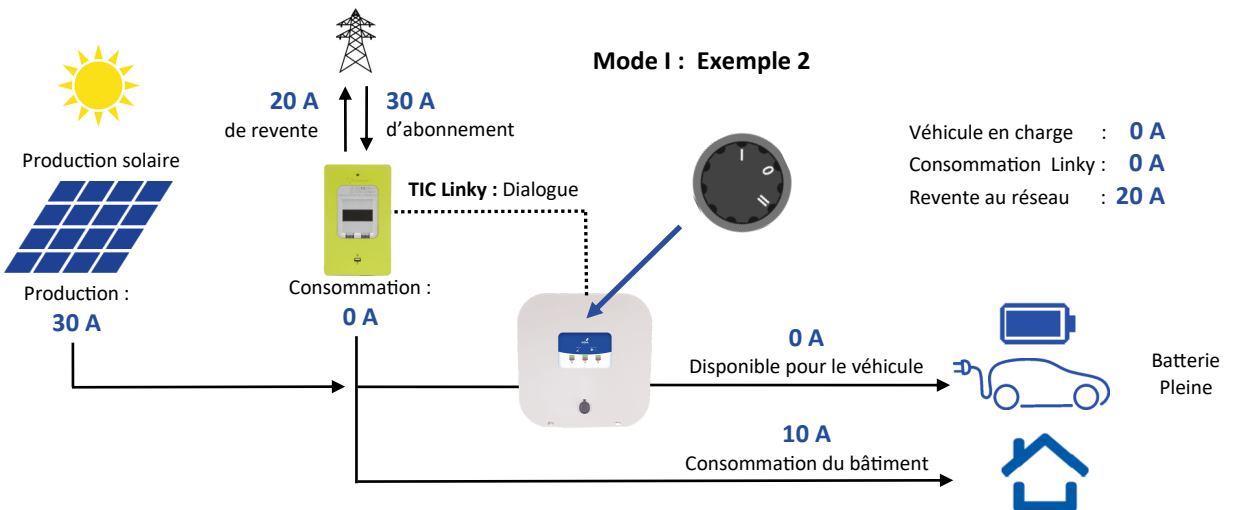 Mode I : Exemple 2
20 A
de revente
30 A
d'abonnement
Production solaire
Production :
30 A
TIC Linky : Dialogue
Consommation :
0 A
I
0
II
Véhicule en charge : 0 A
Consommation Linky : 0 A
Revente au réseau : 20 A
0 A
Disponible pour le véhicule
Batterie
Pleine
10 A
Consommation du bâtiment